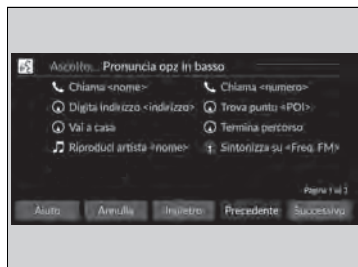 Ascolto... Pronuncia opz in basso
Chiama <nome>
Chiama <numero>
Digita indirizzo <indirizzo>
Trova punto <POI>
Vai a casa
Termina percorso
Riproduci artista <nome>
Sintonizza su <Freq. FM>
Pagina 1 di 3
Aiuto Annulla Indietro Precedente Successivo